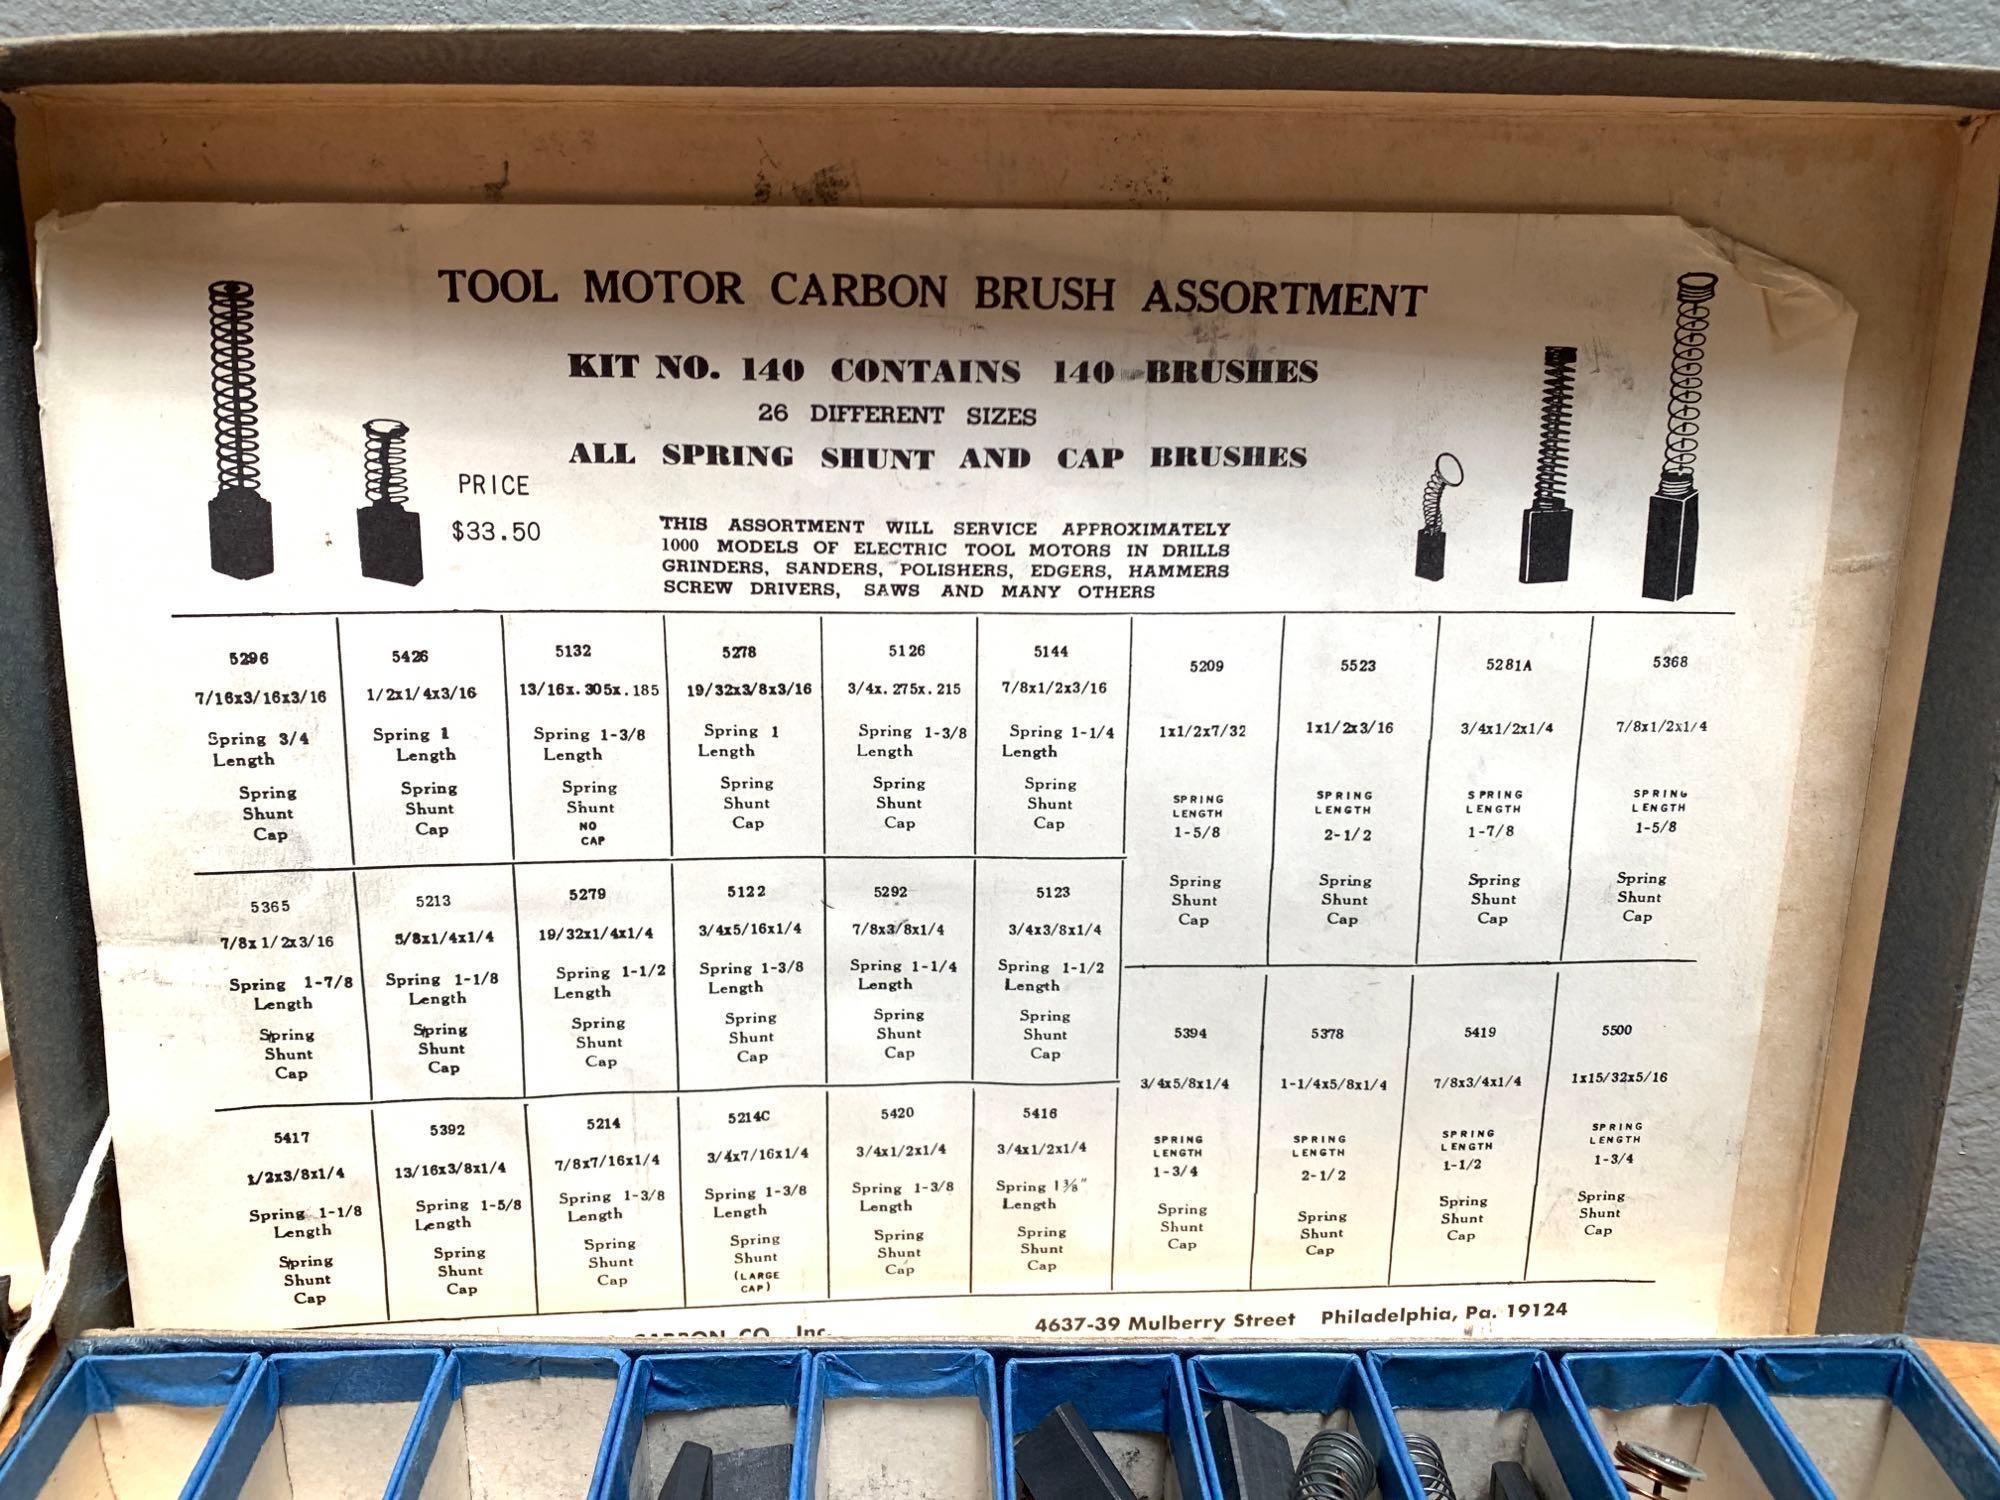 TOOL MOTOR CARBON BRUSH ASSORTMENT
KIT NO. 140 CONTAINS 140 BRUSHES
26 DIFFERENT SIZES
ALL SPRING SHUNT AND CAP BRUSHES
PRICE
$33.50
THIS ASSORTMENT WILL SERVICE APPROXIMATELY
1000 MODELS OF ELECTRIC TOOL MOTORS IN DRILLS
GRINDERS, SANDERS, POLISHERS, EDGERS, HAMMERS
SCREW DRIVERS, SAWS AND MANY OTHERS
5296
7/16x3/16x3/16
Spring 3/4
Length
Spring
Shunt
Cap
5426
1/2x1/4x3/16
Spring 1
Length
Spring
Shunt
Cap
5132
13/16x.305x.185
Spring 1-3/8
Length
Spring
Shunt
NO
CAP
5278
19/32x3/8x3/16
Spring 1
Length
Spring
Shunt
Cap
5126
3/4x.275x.215
Spring 1-3/8
Length
Spring
Shunt
Cap
5144
7/8x1/2x3/16
Spring 1-1/4
Length
Spring
Shunt
Cap
5209
1x1/2x7/32
SPRING
LENGTH
1-5/8
Spring
Shunt
Cap
5523
1x1/2x3/16
SPRING
LENGTH
2-1/2
Spring
Shunt
Cap
5281A
3/4x1/2x1/4
SPRING
LENGTH
1-7/8
Spring
Shunt
Cap
5368
7/8x1/2x1/4
SPRING
LENGTH
1-5/8
Spring
Shunt
Cap
5365
7/8x1/2x3/16
Spring 1-7/8
Length
Spring
Shunt
Cap
5213
5/8x1/4x1/4
Spring 1-1/8
Length
Spring
Shunt
Cap
5279
19/32x1/4x1/4
Spring 1-1/2
Length
Spring
Shunt
Cap
5122
3/4x5/16x1/4
Spring 1-3/8
Length
Spring
Shunt
Cap
5292
7/8x3/8x1/4
Spring 1-1/4
Length
Spring
Shunt
Cap
5123
3/4x3/8x1/4
Spring 1-1/2
Length
Spring
Shunt
Cap
5394
3/4x5/8x1/4
SPRING
LENGTH
1-3/4
Spring
Shunt
Cap
5378
1-1/4x5/8x1/4
SPRING
LENGTH
2-1/2
Spring
Shunt
Cap
5419
7/8x3/4x1/4
SPRING
LENGTH
1-1/2
Spring
Shunt
Cap
5500
1x15/32x5/16
SPRING
LENGTH
1-3/4
Spring
Shunt
Cap
5417
1/2x3/8x1/4
Spring 1-1/8
Length
Spring
Shunt
Cap
5392
13/16x3/8x1/4
Spring 1-5/8
Length
Spring
Shunt
Cap
5214
7/8x7/16x1/4
Spring 1-3/8
Length
Spring
Shunt
Cap
5214C
3/4x7/16x1/4
Spring 1-3/8
Length
Spring
Shunt
(LARGE
CAP)
5420
3/4x1/2x1/4
Spring 1-3/8
Length
Spring
Shunt
Cap
5416
3/4x1/2x1/4
Spring 1⅜"
Length
Spring
Shunt
Cap
CARBON CO. Inc.
4637-39 Mulberry Street Philadelphia, Pa. 19124